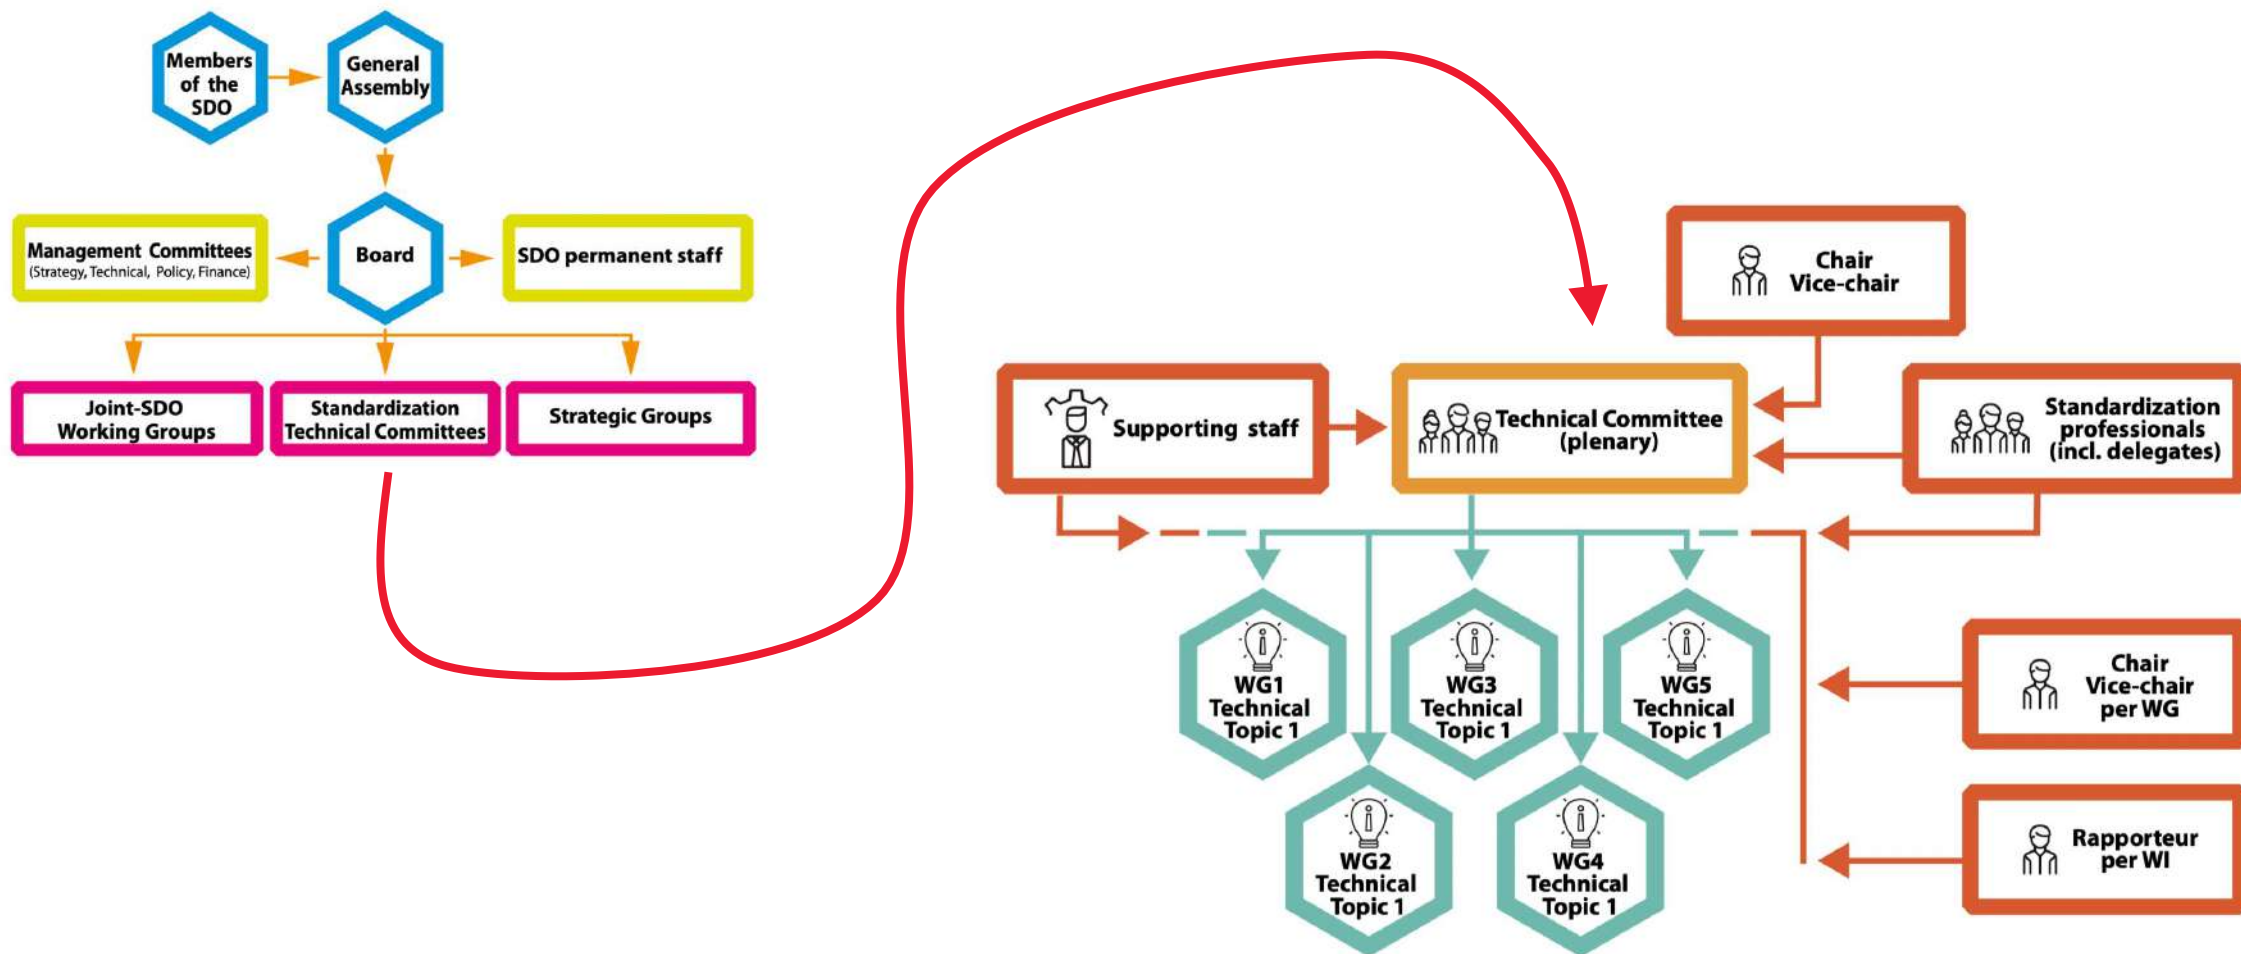 Members
of the
SDO
General
Assembly
Management Committees
(Strategy, Technical, Policy, Finance)
Board
SDO permanent staff
Joint-SDO
Working Groups
Standardization
Technical Committees
Strategic Groups
Chair
Vice-chair
Supporting staff
Technical Committee
(plenary)
Standardization
professionals
(incl. delegates)
WG1
Technical
Topic 1
WG3
Technical
Topic 1
WG5
Technical
Topic 1
Chair
Vice-chair
per WG
WG2
Technical
Topic 1
WG4
Technical
Topic 1
Rapporteur
per WI